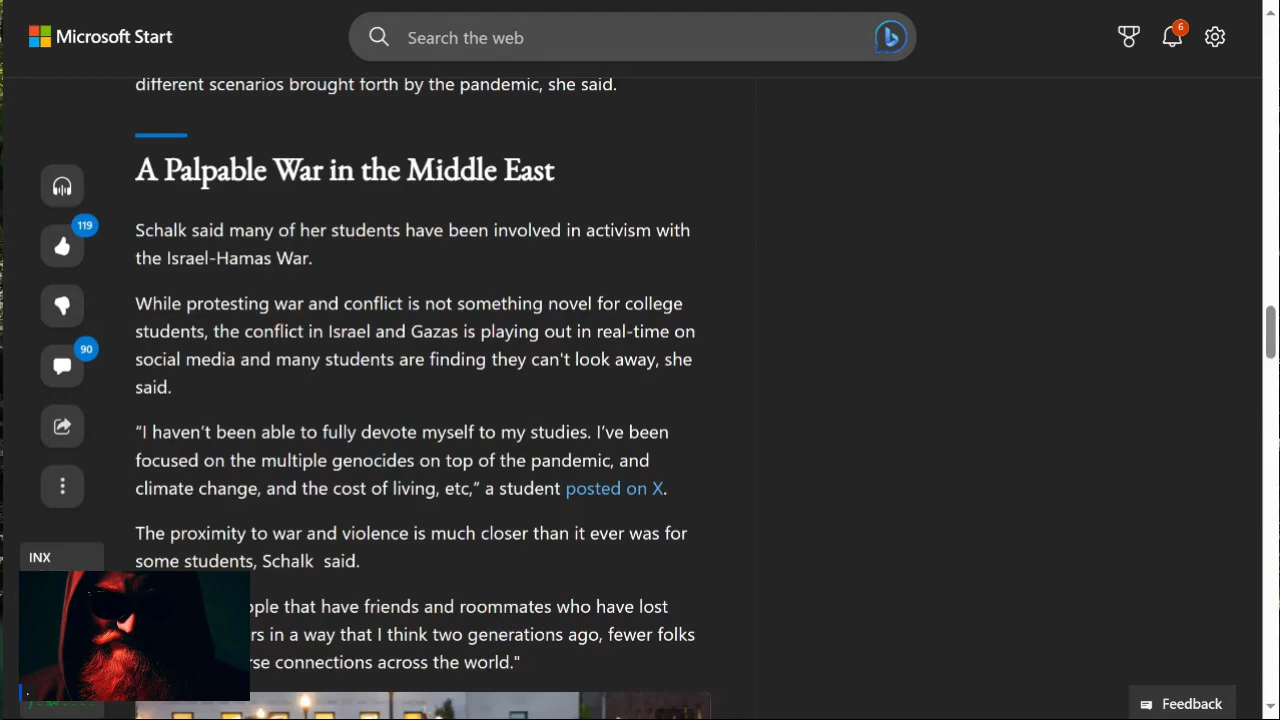 Microsoft Start
Search the web
6
different scenarios brought forth by the pandemic, she said.
A Palpable War in the Middle East
Schalk said many of her students have been involved in activism with
the Israel-Hamas War.
119
While protesting war and conflict is not something novel for college
students, the conflict in Israel and Gazas is playing out in real-time on
social media and many students are finding they can't look away, she
said.
90
“I haven’t been able to fully devote myself to my studies. I’ve been
focused on the multiple genocides on top of the pandemic, and
climate change, and the cost of living, etc,” a student posted on X.
The proximity to war and violence is much closer than it ever was for
some students, Schalk  said.
INX
that have friends and roommates who have lost
in a way that I think two generations ago, fewer folks
connections across the world."
Feedback